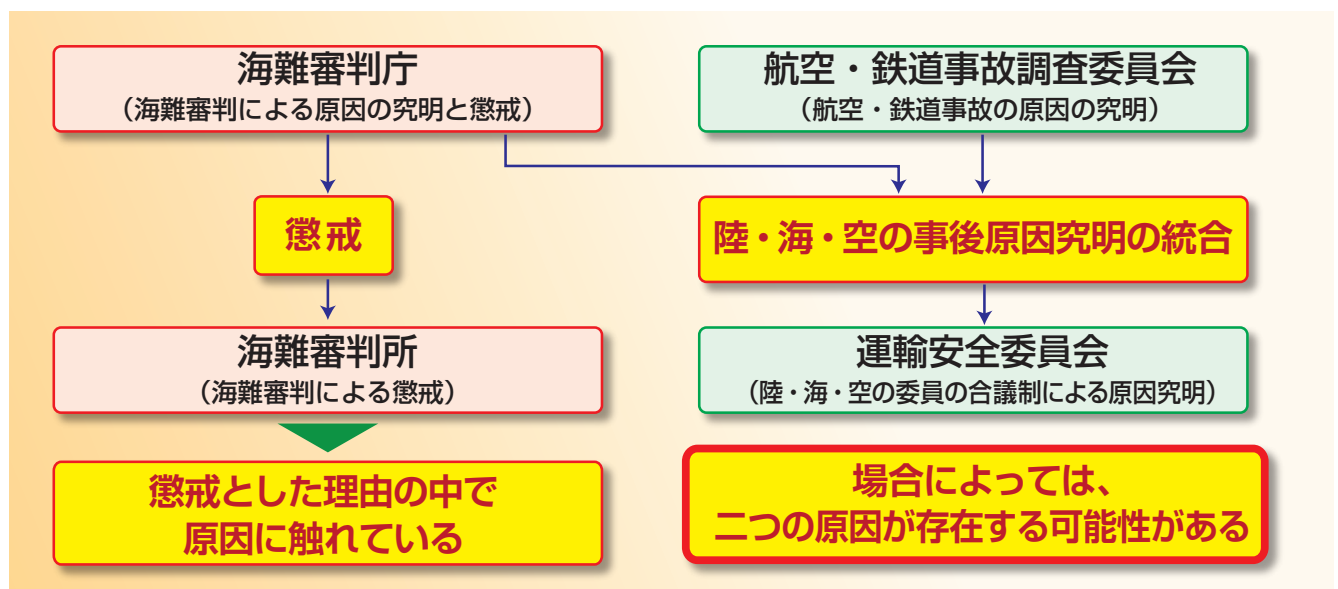 海難審判庁
（海難審判による原因の究明と懲戒）
航空・鉄道事故調査委員会
（航空・鉄道事故の原因の究明）
懲戒
陸・海・空の事後原因究明の統合
海難審判所
（海難審判による懲戒）
運輸安全委員会
（陸・海・空の委員の合議制による原因究明）
懲戒とした理由の中で
原因に触れている
場合によっては、
二つの原因が存在する可能性がある